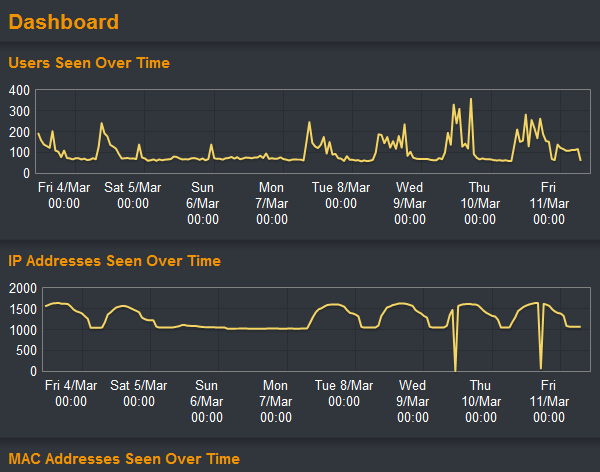 Dashboard
Users Seen Over Time
400
300
200
100
0
Fri 4/Mar Sat 5/Mar Sun Mon Tue 8/Mar Wed Thu Fri
00:00 00:00 6/Mar 7/Mar 00:00 9/Mar 10/Mar 11/Mar
00:00 00:00 00:00 00:00 00:00
IP Addresses Seen Over Time
2000
1500
1000
500
0
Fri 4/Mar Sat 5/Mar Sun Mon Tue 8/Mar Wed Thu Fri
00:00 00:00 6/Mar 7/Mar 00:00 9/Mar 10/Mar 11/Mar
00:00 00:00 00:00 00:00 00:00
MAC Addresses Seen Over Time